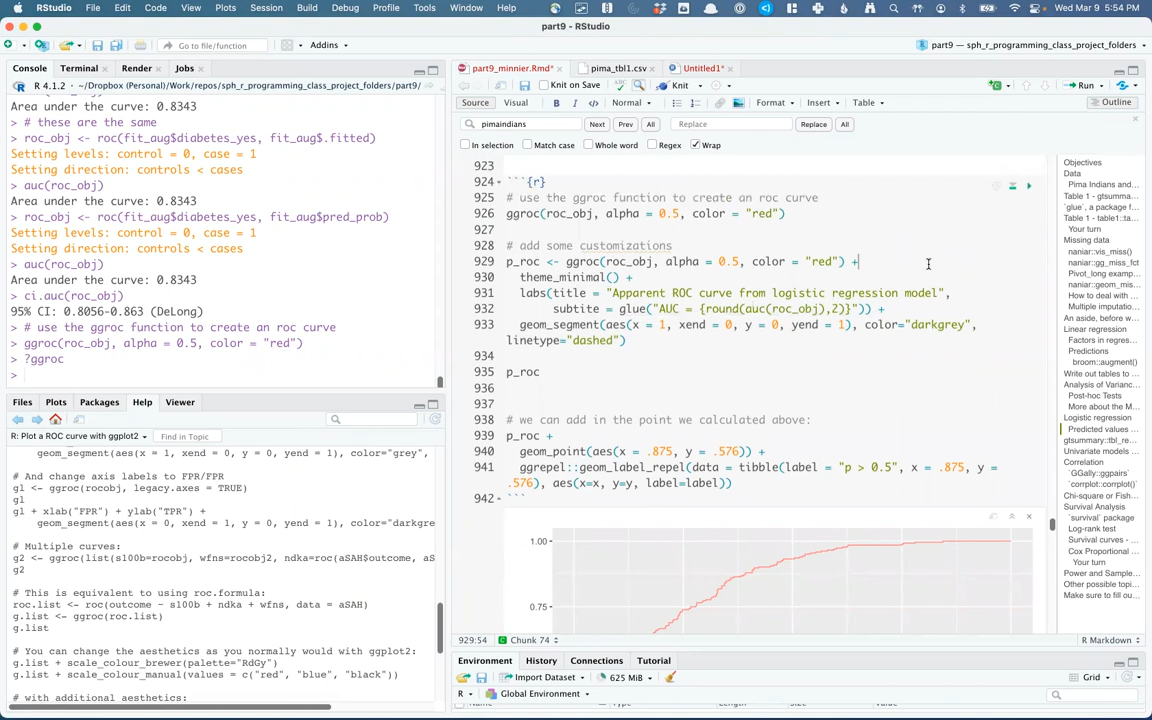 RStudio File Edit Code View Plots Session Build Debug Profile Tools Window Help Wed Mar 9 5:54 PM
part9 - RStudio
Go to file/function Addins part9 — sph_r_programming_class_project_folders
Console Terminal Render Jobs
R 4.1.2 · ~/Dropbox (Personal)/Work/repos/sph_r_programming_class_project_folders/part9/
Area under the curve: 0.8343
> # these are the same
> roc_obj <- roc(fit_aug$diabetes_yes, fit_aug$.fitted)
Setting levels: control = 0, case = 1
Setting direction: controls < cases
> auc(roc_obj)
Area under the curve: 0.8343
> roc_obj <- roc(fit_aug$diabetes_yes, fit_aug$pred_prob)
Setting levels: control = 0, case = 1
Setting direction: controls < cases
> auc(roc_obj)
Area under the curve: 0.8343
> ci.auc(roc_obj)
95% CI: 0.8056-0.863 (DeLong)
> # use the ggroc function to create an roc curve
> ggroc(roc_obj, alpha = 0.5, color = "red")
> ?ggroc
>
Files Plots Packages Help Viewer
R: Plot a ROC curve with ggplot2 Find in Topic
geom_segment(aes(x = 1, xend = 0, y = 0, yend = 1), color="grey",
# And change axis labels to FPR/FPR
g1 <- ggroc(rocobj, legacy.axes = TRUE)
g1
g1 + xlab("FPR") + ylab("TPR") +
geom_segment(aes(x = 0, xend = 1, y = 0, yend = 1), color="darkgre
# Multiple curves:
g2 <- ggroc(list(s100b=rocobj, wfns=rocobj2, ndka=roc(aSAH$outcome, aS
g2
# This is equivalent to using roc.formula:
roc.list <- roc(outcome ~ s100b + ndka + wfns, data = aSAH)
g.list <- ggroc(roc.list)
g.list
# You can change the aesthetics as you normally would with ggplot2:
g.list + scale_colour_brewer(palette="RdGy")
g.list + scale_colour_manual(values = c("red", "blue", "black"))
# with additional aesthetics:
part9_minnier.Rmd* pima_tbl1.csv Untitled1*
Knit on Save Knit Run
Source Visual B I Normal Format Insert Table Outline
pimaindians Next Prev All Replace Replace All
In selection Match case Whole word Regex Wrap
923
924 ```{r}
925 # use the ggroc function to create an roc curve
926 ggroc(roc_obj, alpha = 0.5, color = "red")
927
928 # add some customizations
929 p_roc <- ggroc(roc_obj, alpha = 0.5, color = "red") +
930 theme_minimal() +
931 labs(title = "Apparent ROC curve from logistic regression model",
932 subtite = glue("AUC = {round(auc(roc_obj),2)}")) +
933 geom_segment(aes(x = 1, xend = 0, y = 0, yend = 1), color="darkgrey",
linetype="dashed")
934
935 p_roc
936
937
938 # we can add in the point we calculated above:
939 p_roc +
940 geom_point(aes(x = .875, y = .576)) +
941 ggrepel::geom_label_repel(data = tibble(label = "p > 0.5", x = .875, y =
.576), aes(x=x, y=y, label=label))
942 ```
1.00
0.75
929:54 Chunk 74 R Markdown
Objectives
Data
Pima Indians and...
Table 1 - gtsumma...
`glue`, a package f...
Table 1 - table1::ta...
Your turn
Missing data
naniar::vis_miss()
naniar::gg_miss_fct
Pivot_long examp...
naniar::geom_mis...
How to deal with ...
Multiple imputatio...
An aside, before w...
Linear regression
Factors in regres...
Predictions
broom::augment()
Write out tables to ...
Analysis of Varianc...
Post-hoc Tests
More about the M...
Logistic regression
Predicted values ...
gtsummary::tbl_re...
Univariate models ...
Correlation
`GGally::ggpairs`
`corrplot::corrplot()`
Chi-square or Fish...
Survival Analysis
`survival` package
Log-rank test
Survival curves - ...
Cox Proportional ...
Your turn
Power and Sample...
Other possible topi...
Make sure to fill ou...
Environment History Connections Tutorial
Import Dataset 625 MiB Grid
R Global Environment